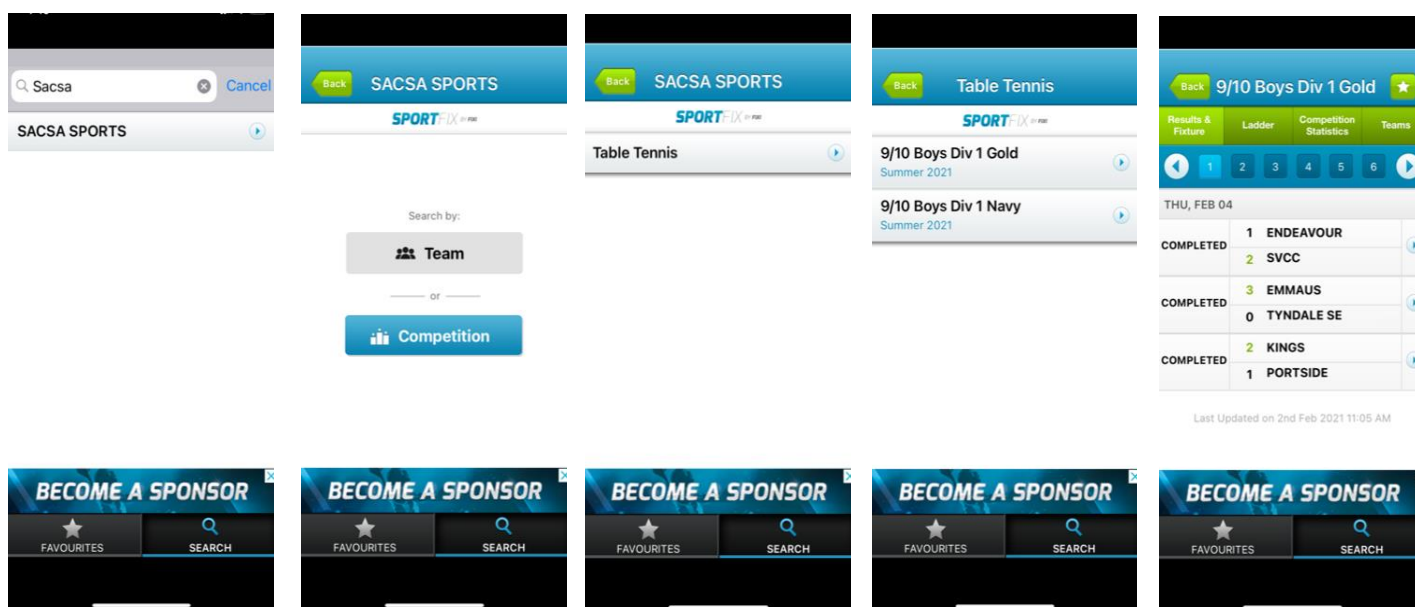 Sacsa
Cancel
SACSA SPORTS
BECOME A SPONSOR
FAVOURITES
SEARCH
Back
SACSA SPORTS
SPORTFIX
Search by:
Team
or
Competition
BECOME A SPONSOR
FAVOURITES
SEARCH
Back
SACSA SPORTS
SPORTFIX
Table Tennis
BECOME A SPONSOR
FAVOURITES
SEARCH
Back
Table Tennis
SPORTFIX
9/10 Boys Div 1 Gold
Summer 2021
9/10 Boys Div 1 Navy
Summer 2021
BECOME A SPONSOR
FAVOURITES
SEARCH
Back
9/10 Boys Div 1 Gold
Results & Fixture
Ladder
Competition Statistics
Teams
1 2 3 4 5 6
THU, FEB 04
COMPLETED
1 ENDEAVOUR
2 SVCC
COMPLETED
3 EMMAUS
0 TYNDALE SE
COMPLETED
2 KINGS
1 PORTSIDE
Last Updated on 2nd Feb 2021 11:05 AM
BECOME A SPONSOR
FAVOURITES
SEARCH